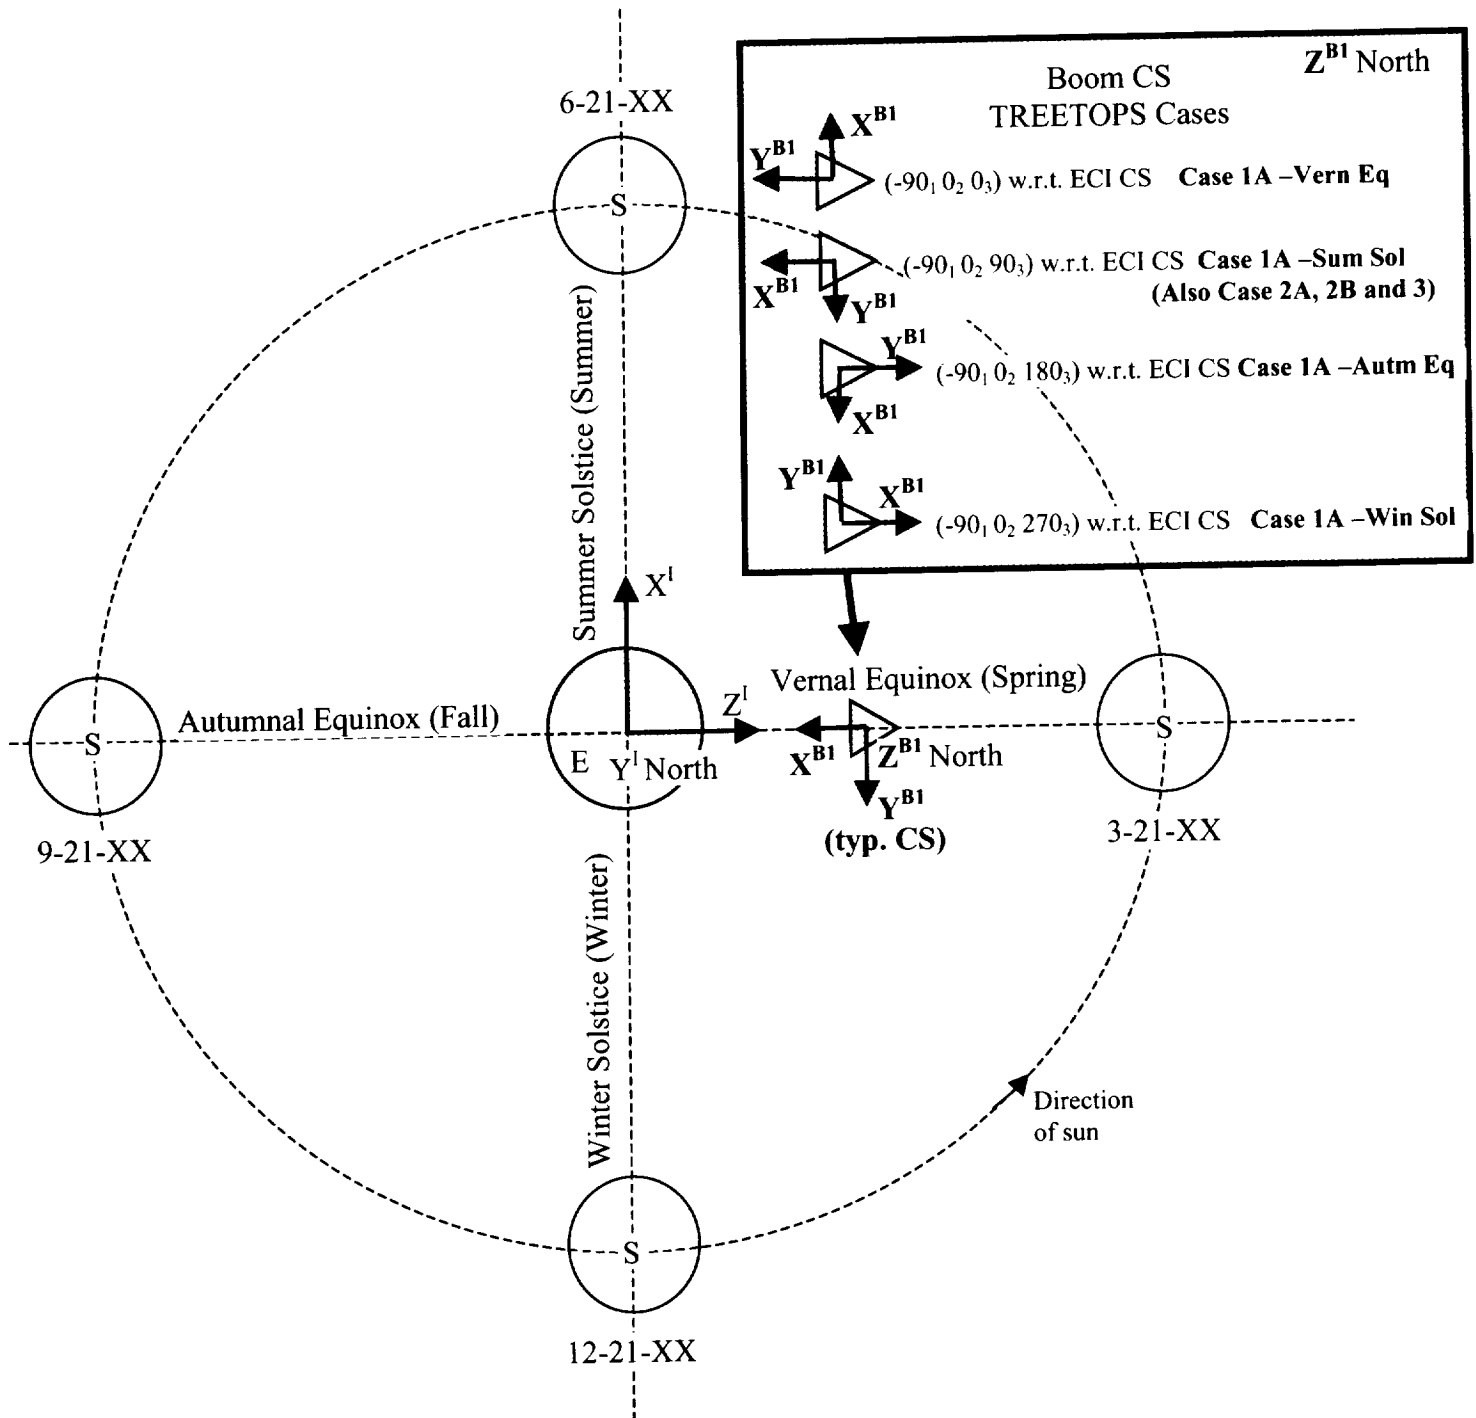 6-21-XX
Z^B1 North
Boom CS
TREETOPS Cases
X^B1
Y^B1
(-90₁ 0₂ 0₃) w.r.t. ECI CS Case 1A –Vern Eq
(-90₁ 0₂ 90₃) w.r.t. ECI CS Case 1A –Sum Sol
(Also Case 2A, 2B and 3)
X^B1
Y^B1
Y^B1
(-90₁ 0₂ 180₃) w.r.t. ECI CS Case 1A –Autm Eq
X^B1
Y^B1
X^B1
(-90₁ 0₂ 270₃) w.r.t. ECI CS Case 1A –Win Sol
S
Summer Solstice (Summer)
X^I
Vernal Equinox (Spring)
Autumnal Equinox (Fall)
Z^I
S
S
E
Y^I North
X^B1
Z^B1 North
Y^B1
(typ. CS)
9-21-XX
3-21-XX
Winter Solstice (Winter)
Direction
of sun
S
12-21-XX